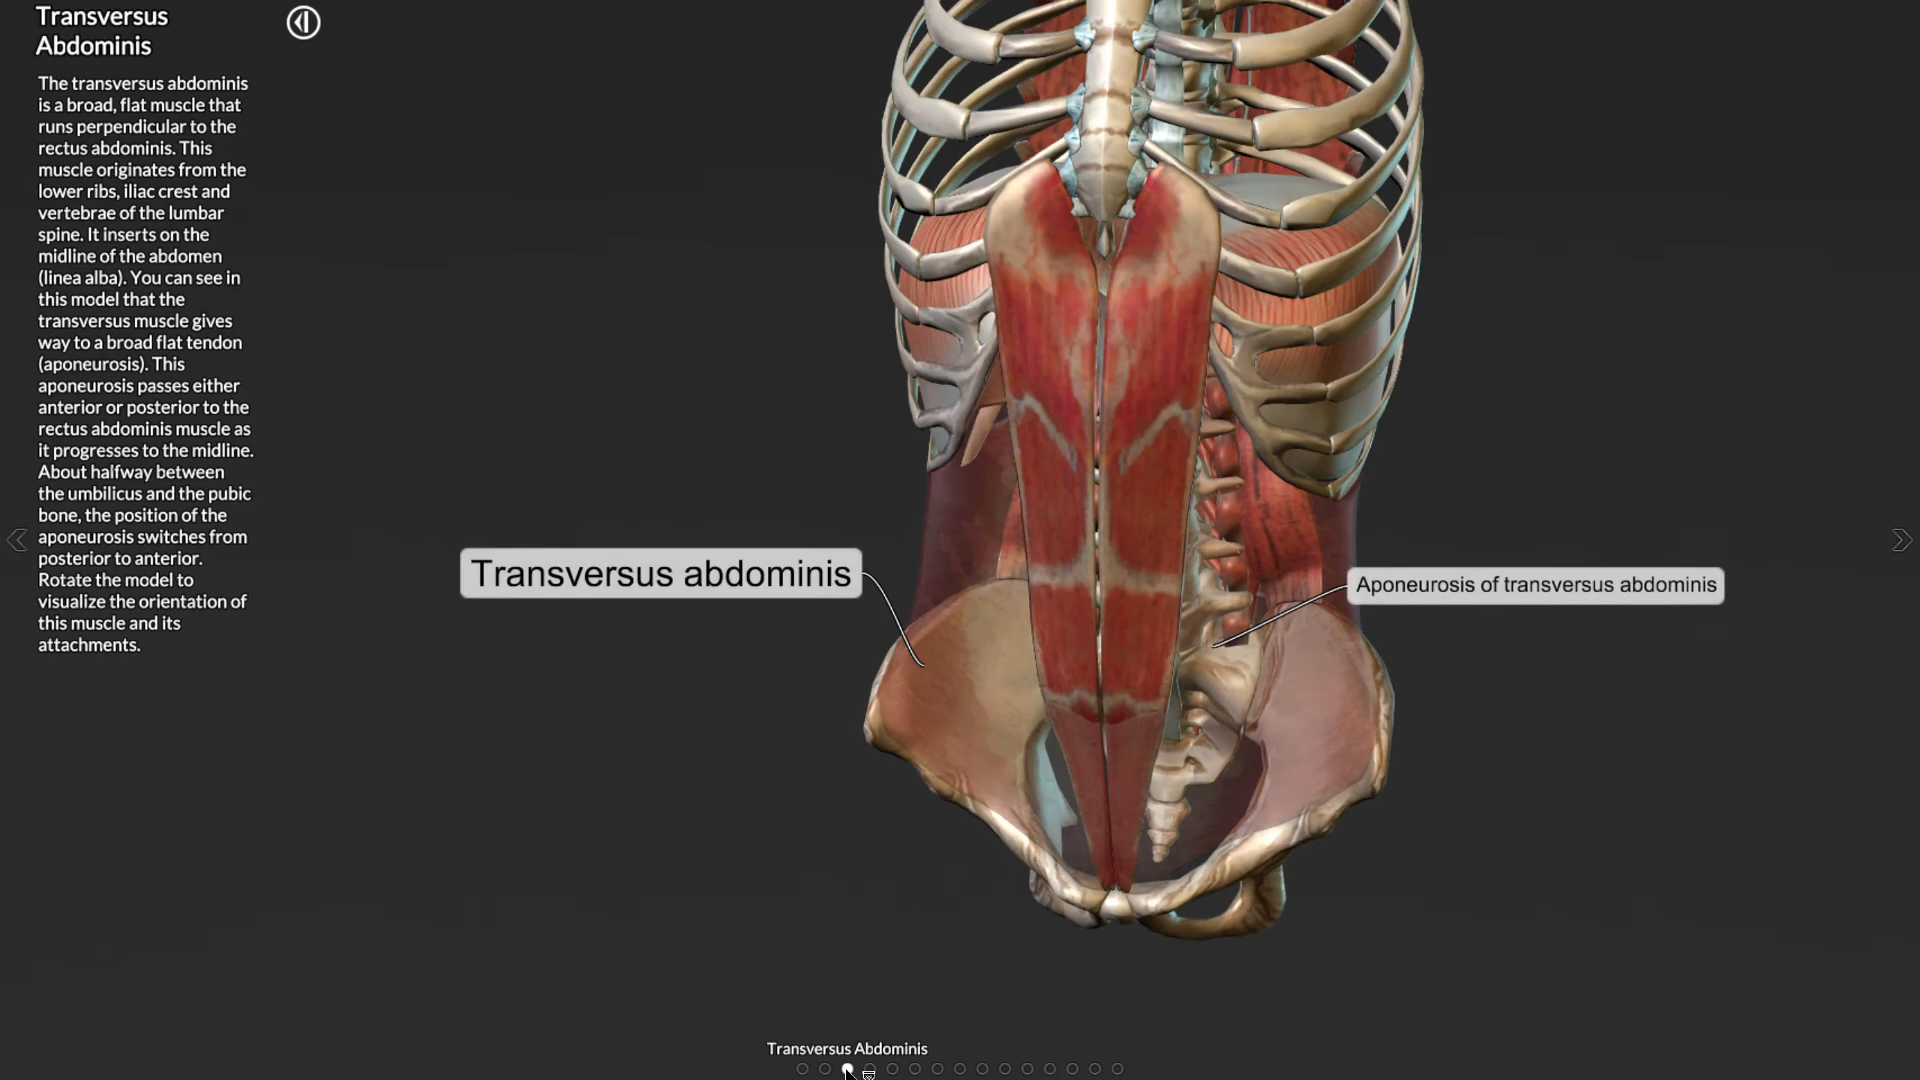 Transversus
Abdominis
The transversus abdominis
is a broad, flat muscle that
runs perpendicular to the
rectus abdominis. This
muscle originates from the
lower ribs, iliac crest and
vertebrae of the lumbar
spine. It inserts on the
midline of the abdomen
(linea alba). You can see in
this model that the
transversus muscle gives
way to a broad flat tendon
(aponeurosis). This
aponeurosis passes either
anterior or posterior to the
rectus abdominis muscle as
it progresses to the midline.
About halfway between
the umbilicus and the pubic
bone, the position of the
aponeurosis switches from
posterior to anterior.
Rotate the model to
visualize the orientation of
this muscle and its
attachments.
Transversus abdominis
Aponeurosis of transversus abdominis
Transversus Abdominis